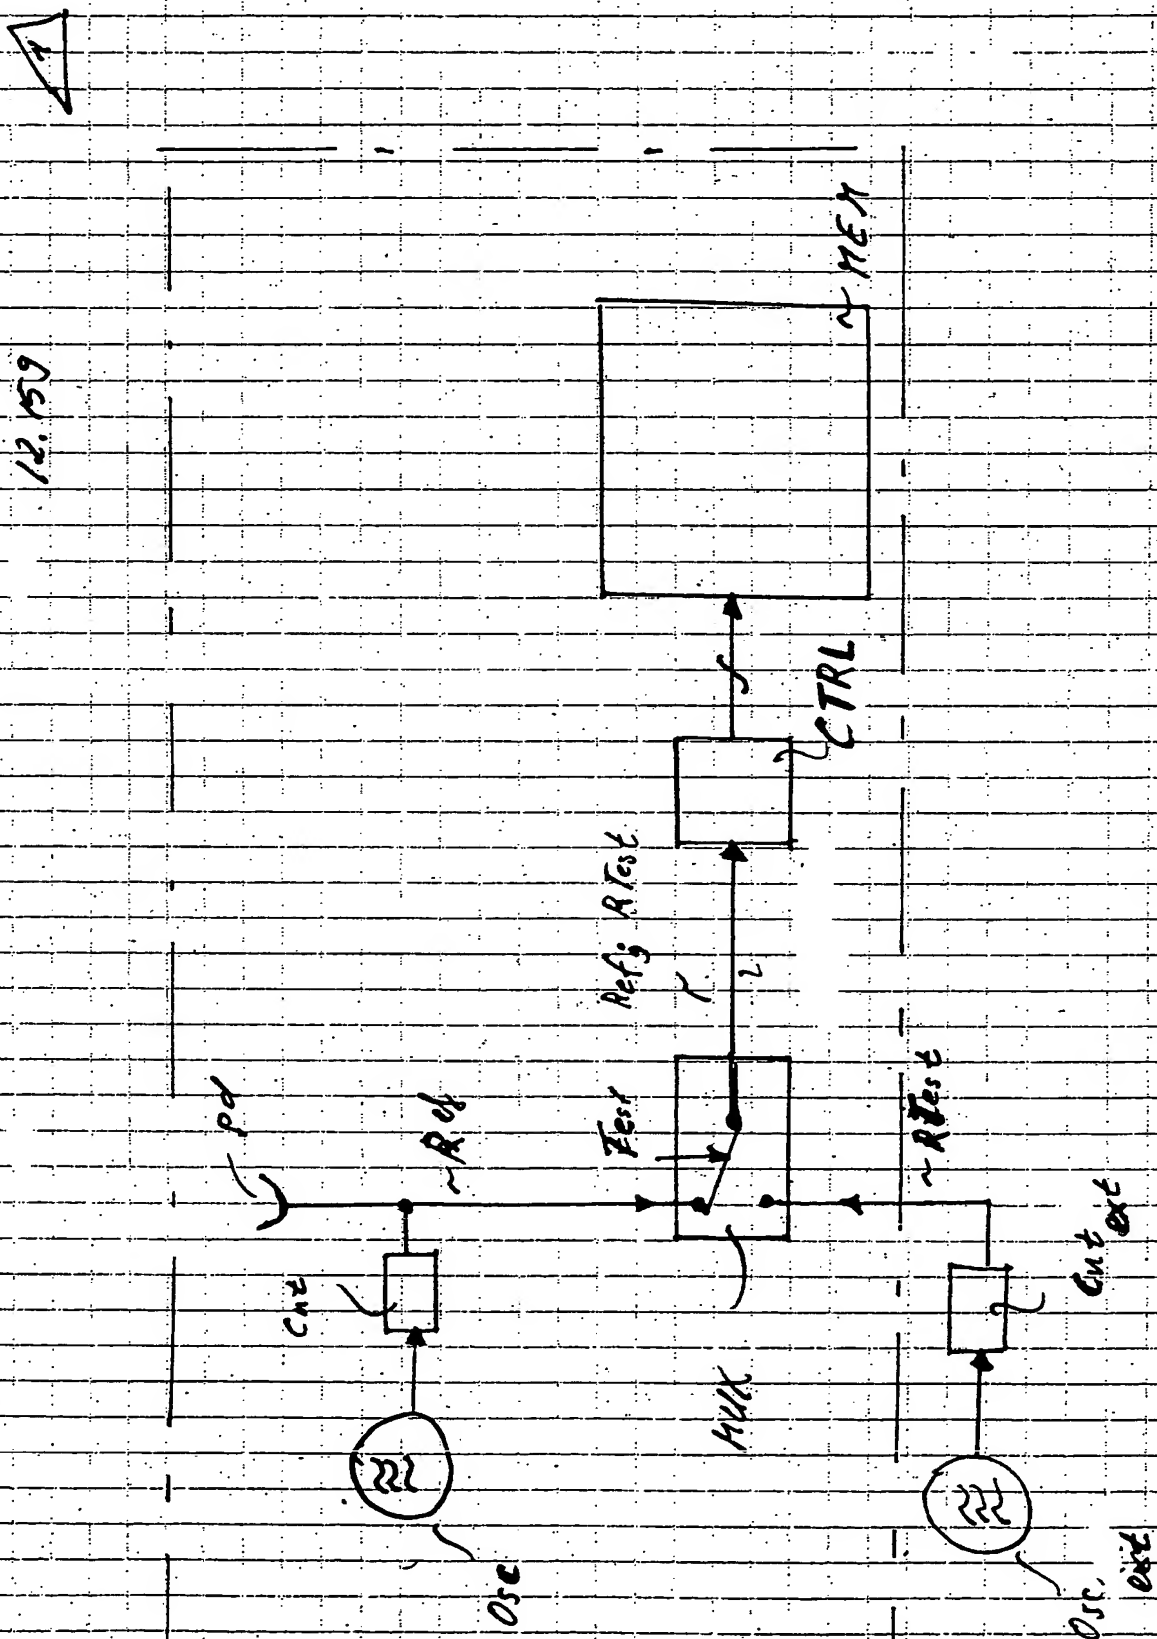 1
12.159
MEM
CTRL
Ref; RTest
pd
Ref
Test
RTest
Cnt
MUX
Cnt ext
Osc
Osc. ext